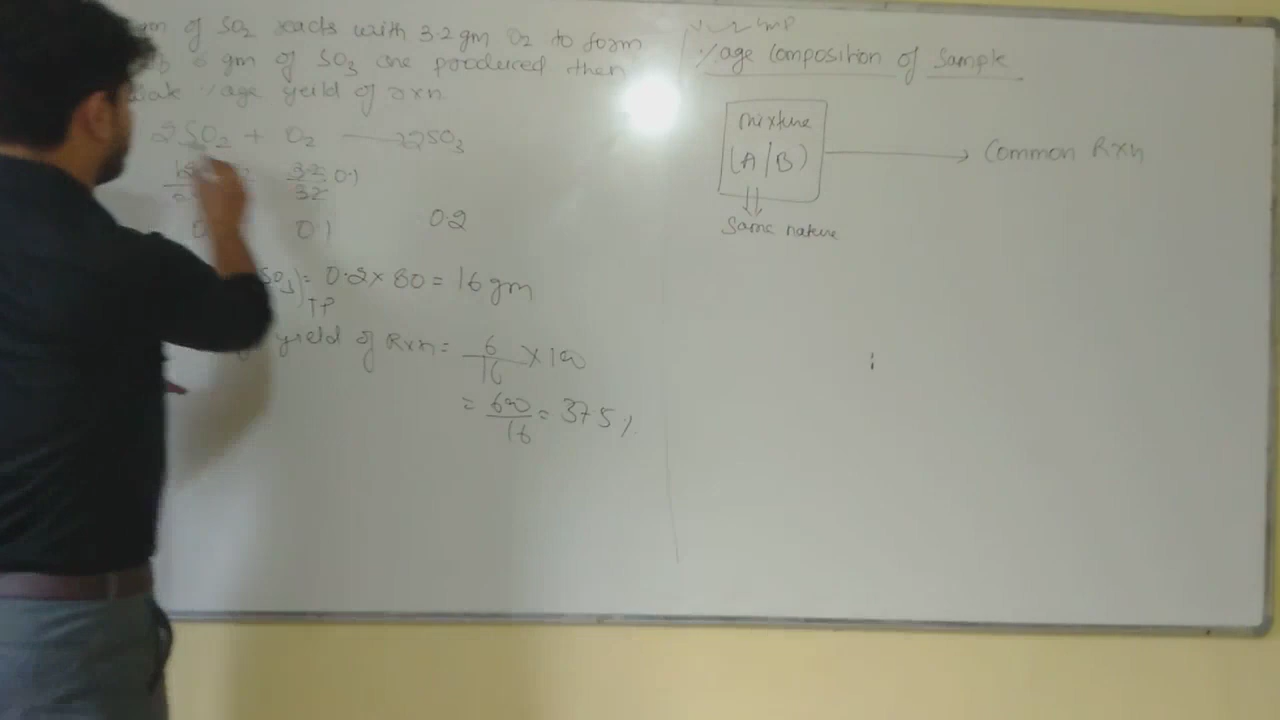 gm of SO2 reacts with 3.2 gm O2 to form
6 gm of SO3 are produced then
%age yeild of rxn
2SO2 + O2 → 2SO3
3.2/32 0.1
0.1 0.2
SO3)TP = 0.2 × 80 = 16 gm
yield of Rxn = 6/16 × 100
= 600/16 = 37.5 %
IMP
%age Composition of Sample
mixture
(A/B) → Common Rxn
Same nature